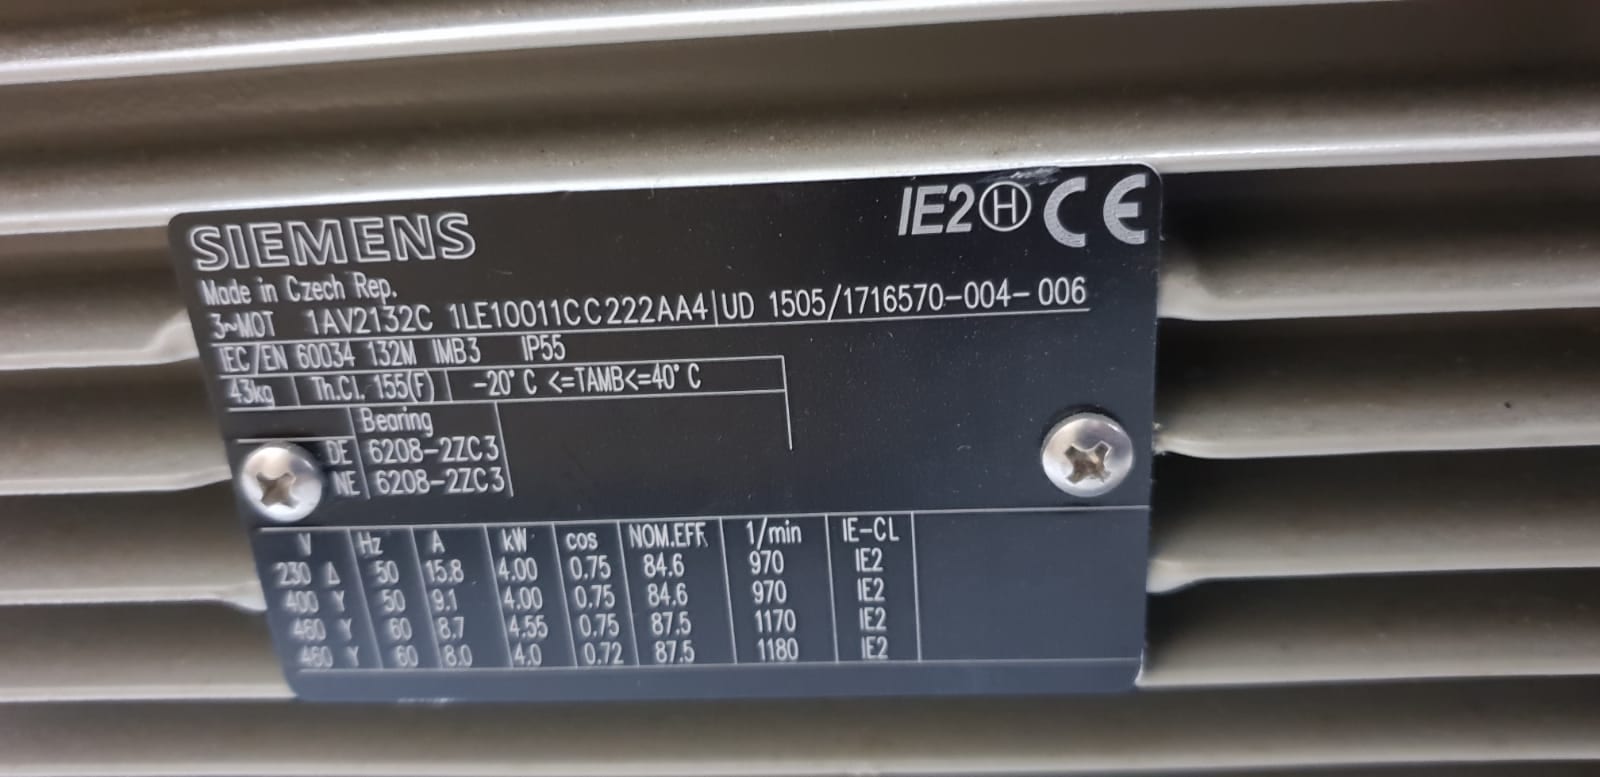 SIEMENS
IE2 H CE
Made in Czech Rep.
3~MOT 1AV2132C 1LE10011CC222AA4 UD 1505/1716570-004-006
IEC/EN 60034 132M IMB3 IP55
43kg Th.Cl. 155(F) -20°C <=TAMB<=40°C
Bearing
DE 6208-2ZC3
NE 6208-2ZC3
V Hz A kW cos NOM.EFF 1/min IE-CL
230 Δ 50 15.8 4.00 0.75 84.6 970 IE2
400 Y 50 9.1 4.00 0.75 84.6 970 IE2
460 Y 60 8.7 4.55 0.75 87.5 1170 IE2
460 Y 60 8.0 4.0 0.72 87.5 1180 IE2